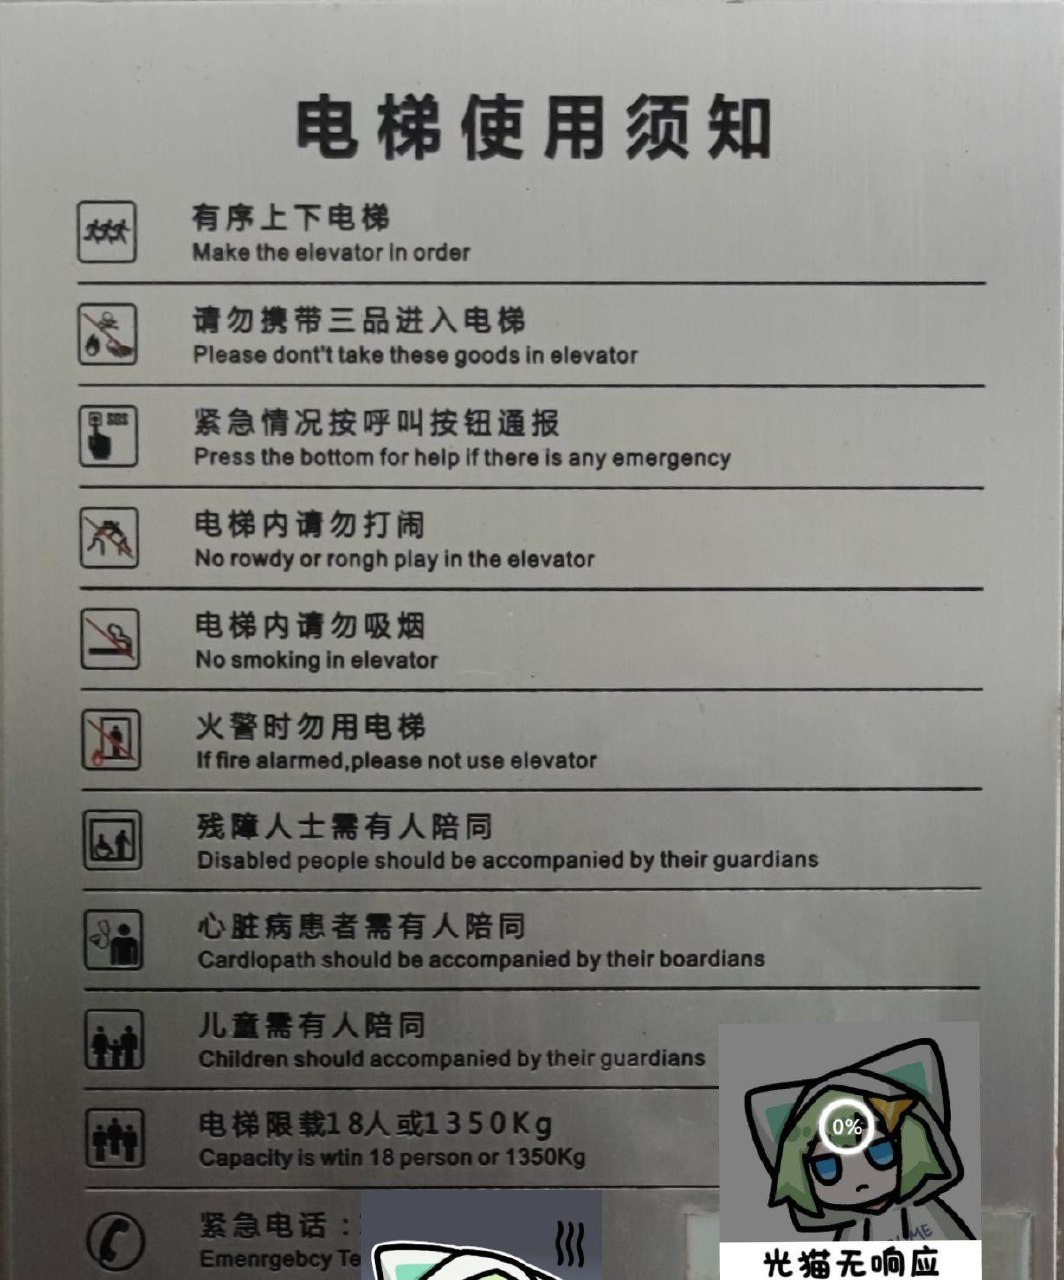 电梯使用须知
有序上下电梯
Make the elevator in order
请勿携带三品进入电梯
Please dont't take these goods in elevator
SOS
紧急情况按呼叫按钮通报
Press the bottom for help if there is any emergency
电梯内请勿打闹
No rowdy or rongh play in the elevator
电梯内请勿吸烟
No smoking in elevator
火警时勿用电梯
If fire alarmed,please not use elevator
残障人士需有人陪同
Disabled people should be accompanied by their guardians
心脏病患者需有人陪同
Cardlopath should be accompanied by their boardians
儿童需有人陪同
Children should accompanied by their guardians
电梯限载18人或1350Kg
Capacity is wtin 18 person or 1350Kg
紧急电话：
Emenrgebcy Te
0%
ME
光猫无响应